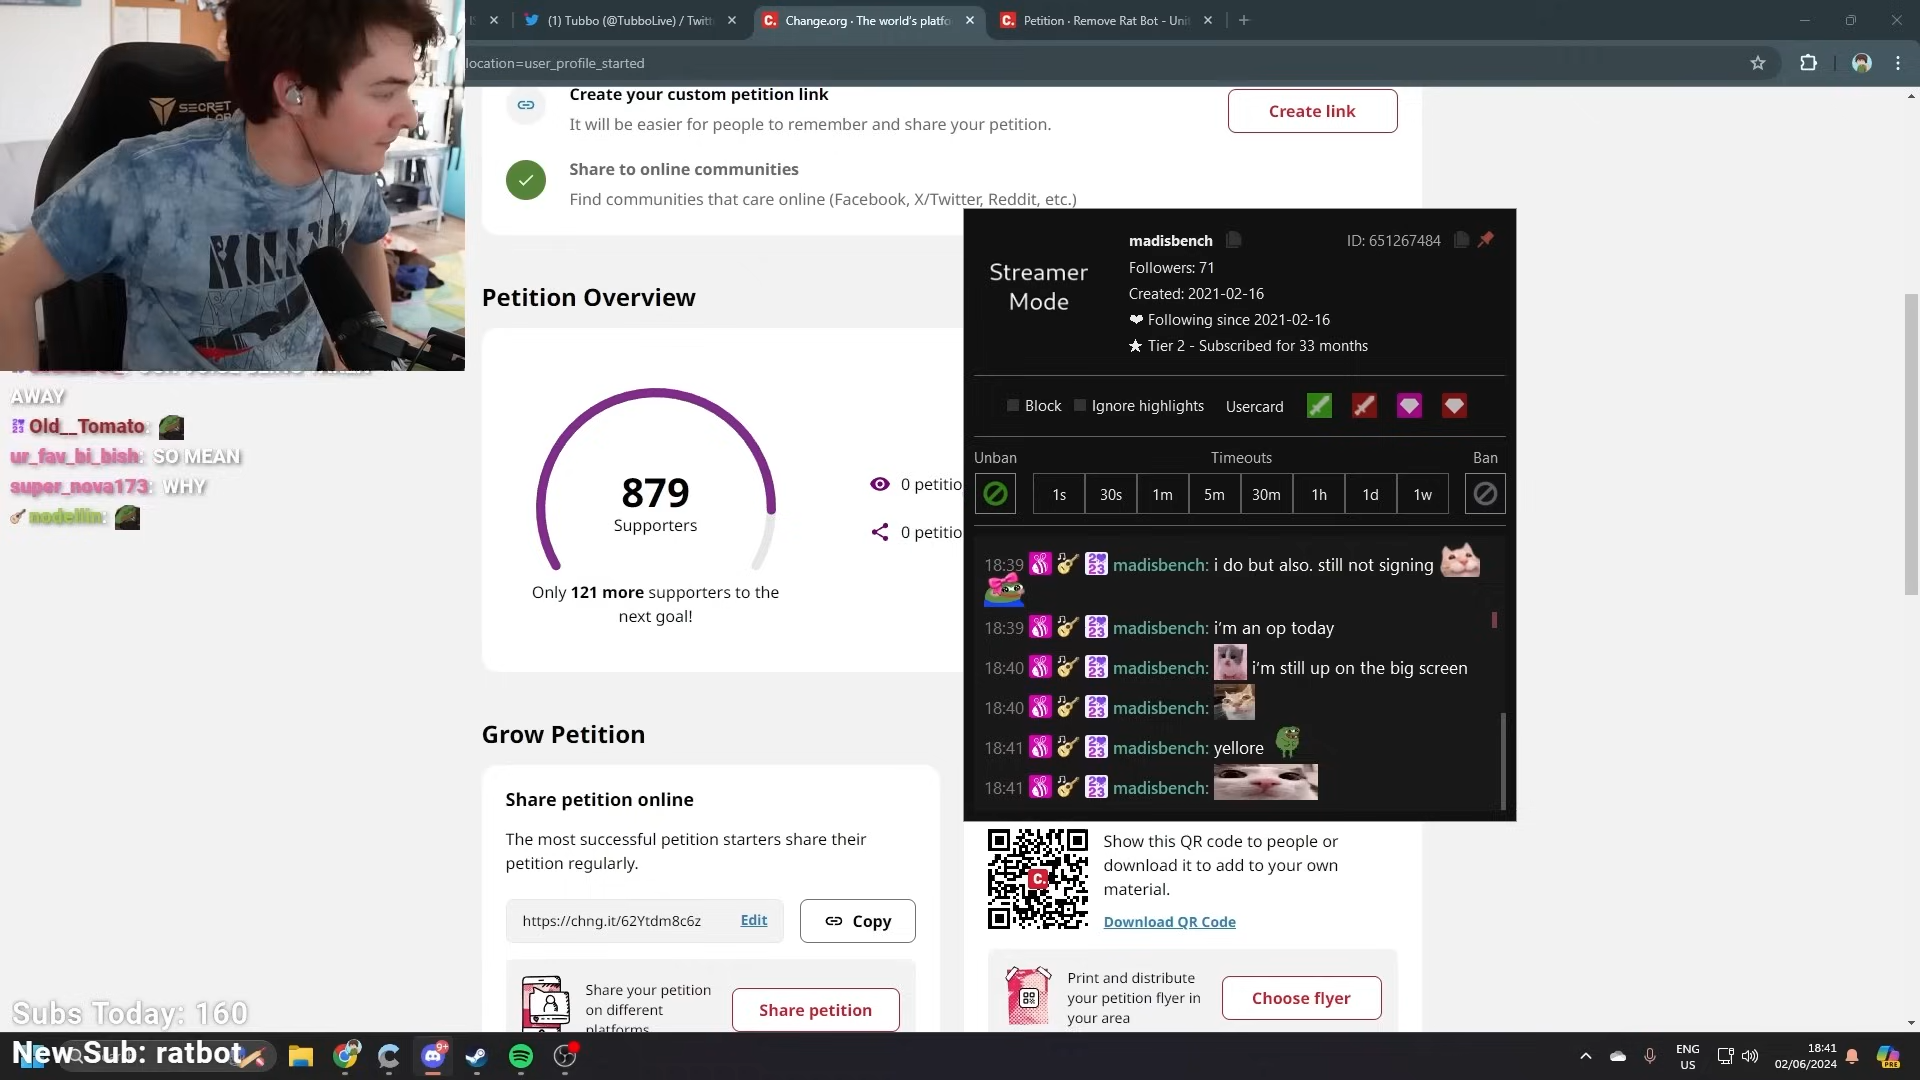 (1) Tubbo (@TubboLive) / Twitt
Change.org · The world's platfo
Petition · Remove Rat Bot - Unit
location=user_profile_started
SECRET
Create your custom petition link
It will be easier for people to remember and share your petition.
Create link
Share to online communities
Find communities that care online (Facebook, X/Twitter, Reddit, etc.)
AWAY
Old__Tomato:
ur_fav_bi_bish: SO MEAN
super_nova173: WHY
nodellin:
Petition Overview
879
Supporters
Only 121 more supporters to the
next goal!
0 petitio
0 petitio
Streamer
Mode
madisbench
ID: 651267484
Followers: 71
Created: 2021-02-16
❤ Following since 2021-02-16
★ Tier 2 - Subscribed for 33 months
Block
Ignore highlights
Usercard
Unban
Timeouts
Ban
1s 30s 1m 5m 30m 1h 1d 1w
18:39 madisbench: i do but also. still not signing
18:39 madisbench: i'm an op today
18:40 madisbench: i'm still up on the big screen
18:40 madisbench:
18:41 madisbench: yellore
18:41 madisbench:
Grow Petition
Share petition online
The most successful petition starters share their
petition regularly.
https://chng.it/62Ytdm8c6z
Edit
Copy
Share your petition
on different
platforms
Share petition
Show this QR code to people or
download it to add to your own
material.
Download QR Code
Print and distribute
your petition flyer in
your area
Choose flyer
Subs Today: 160
New Sub: ratbot
9+
ENG
US
18:41
02/06/2024
PRE